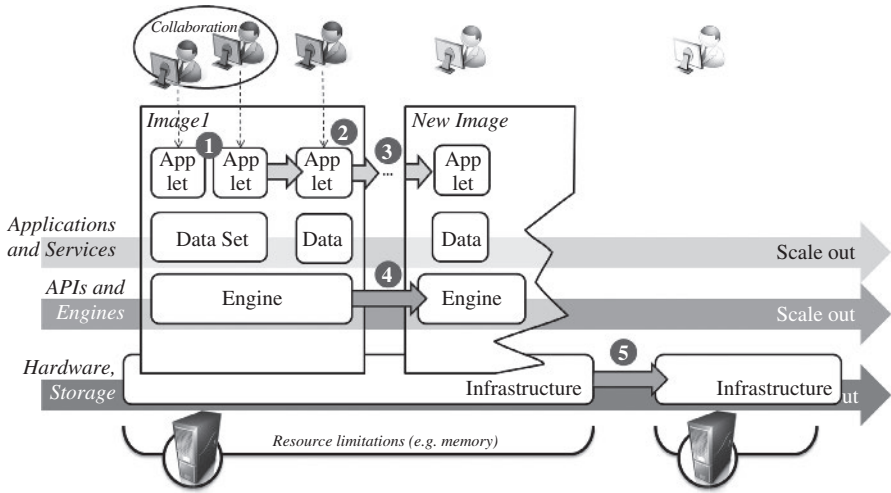 Collaboration
Image1
New Image
1
2
3
App
let
App
let
App
let
...
App
let
Applications
and Services
Data Set
Data
Data
Scale out
4
APIs and
Engines
Engine
Engine
Scale out
5
Hardware,
Storage
Infrastructure
Infrastructure
out
Resource limitations (e.g. memory)